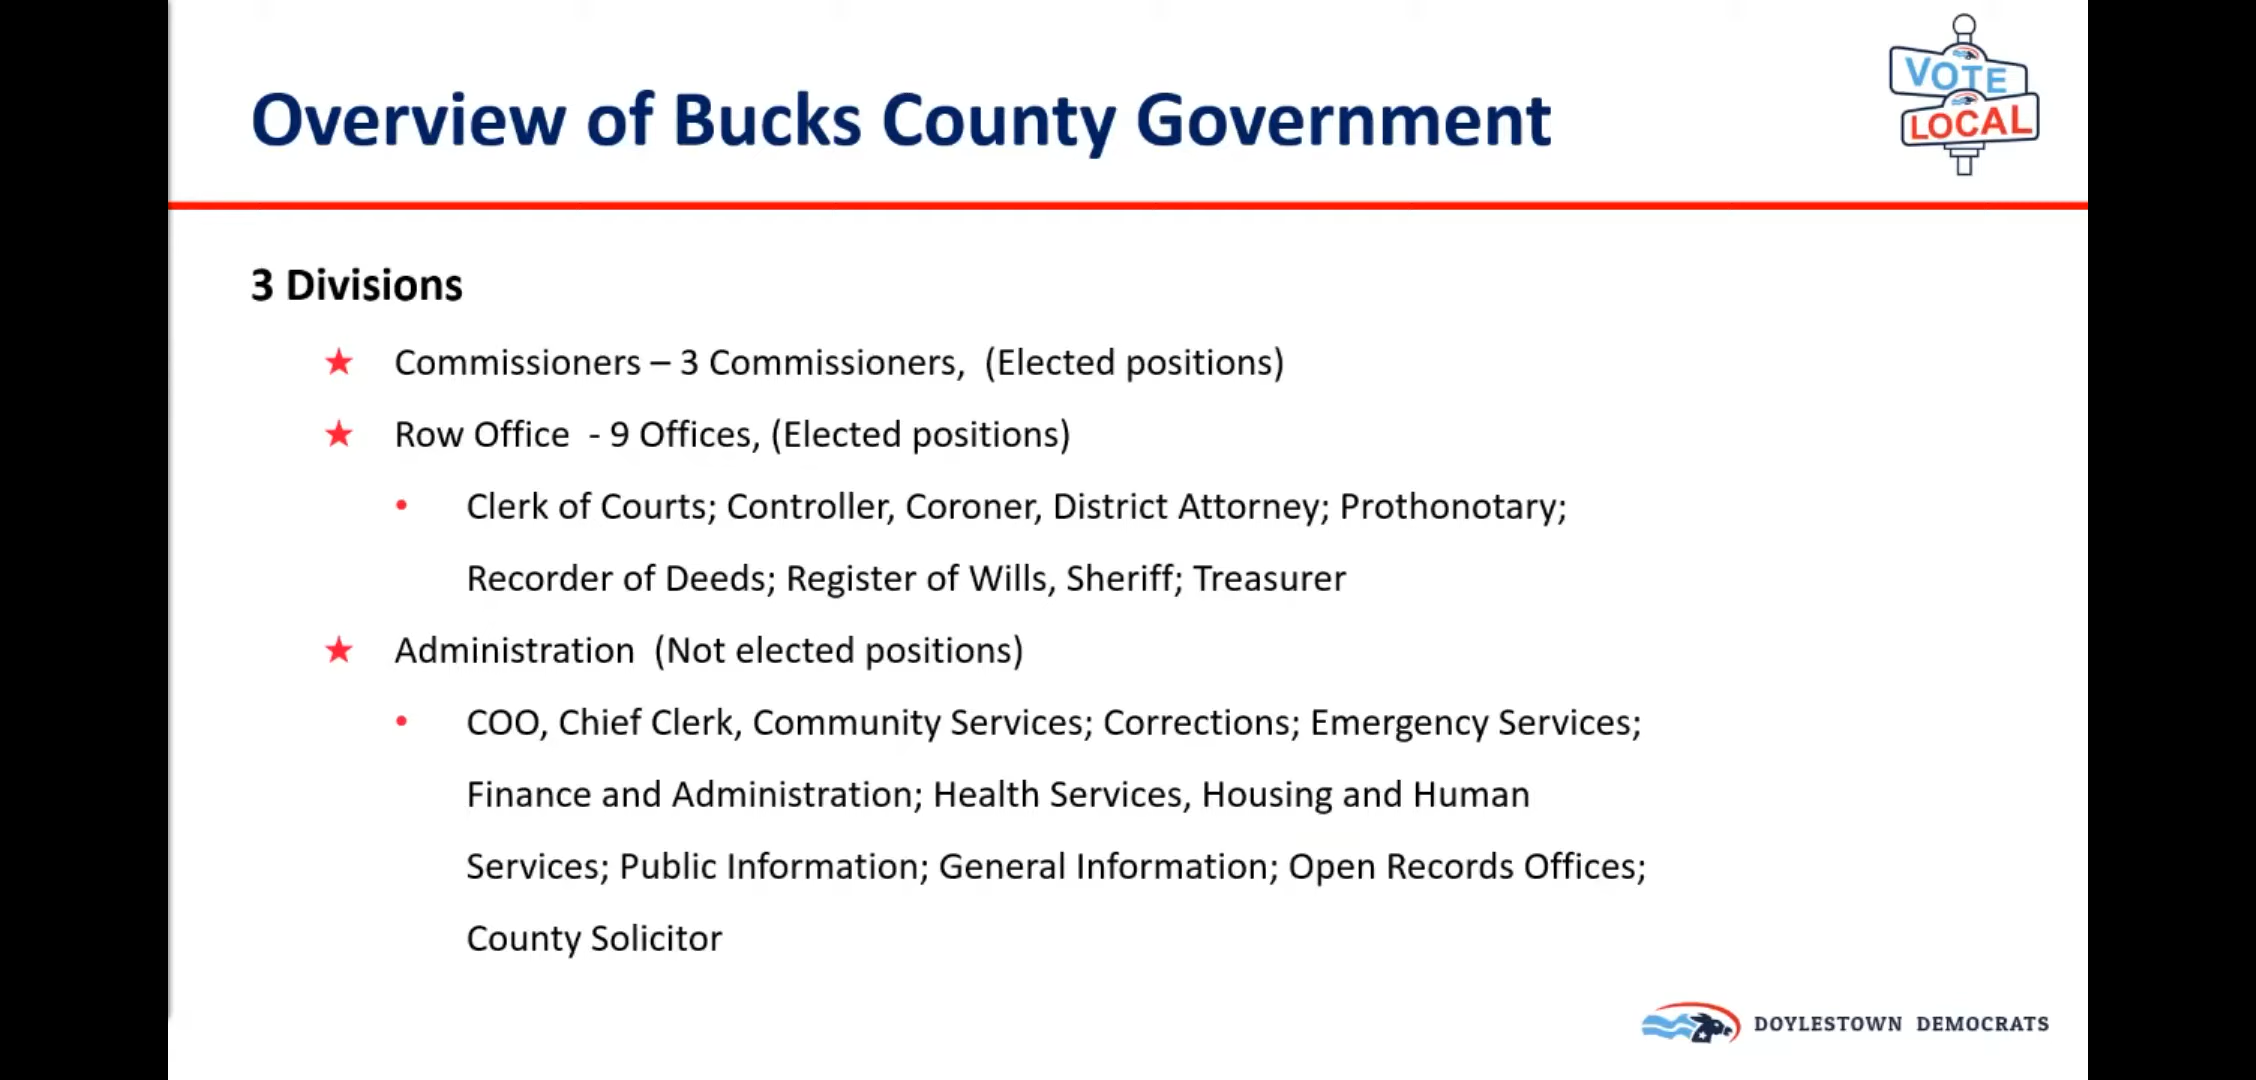 Overview of Bucks County Government
VOTE
LOCAL
3 Divisions
Commissioners – 3 Commissioners,  (Elected positions)
Row Office  - 9 Offices, (Elected positions)
Clerk of Courts; Controller, Coroner, District Attorney; Prothonotary;
Recorder of Deeds; Register of Wills, Sheriff; Treasurer
Administration  (Not elected positions)
COO, Chief Clerk, Community Services; Corrections; Emergency Services;
Finance and Administration; Health Services, Housing and Human
Services; Public Information; General Information; Open Records Offices;
County Solicitor
DOYLESTOWN DEMOCRATS